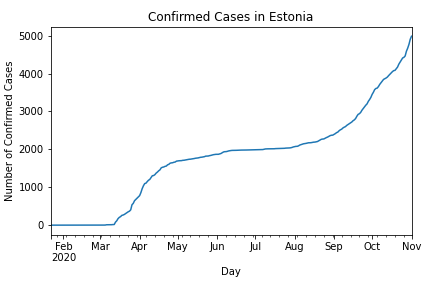 Confirmed Cases in Estonia
Number of Confirmed Cases
5000
4000
3000
2000
1000
0
Feb Mar Apr May Jun Jul Aug Sep Oct Nov
2020
Day